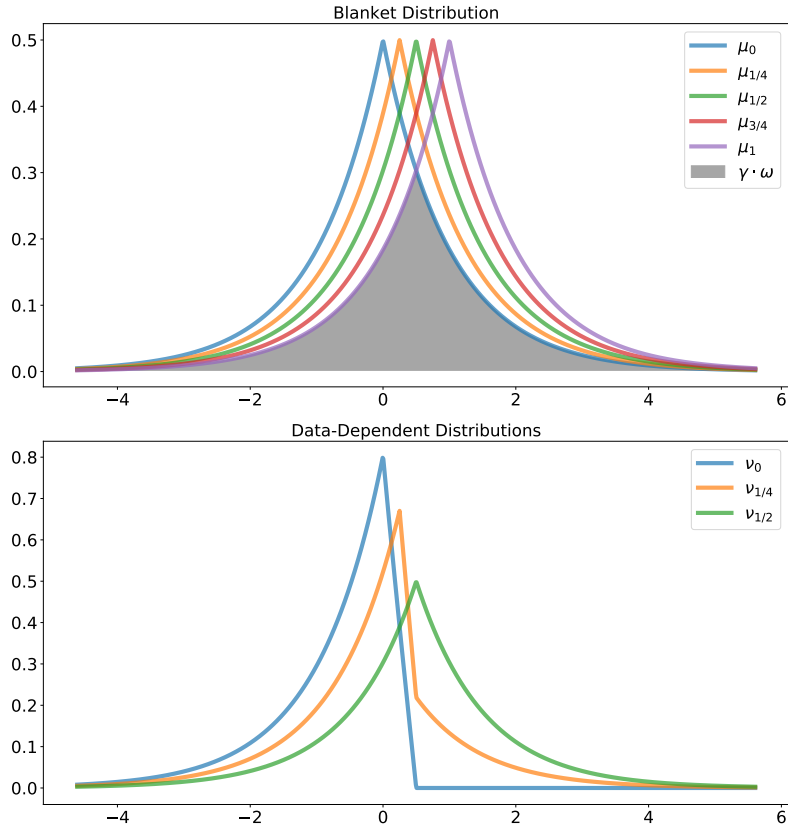 Blanket Distribution
0.5
0.4
0.3
0.2
0.1
0.0
−4 −2 0 2 4 6
μ₀
μ₁/₄
μ₁/₂
μ₃/₄
μ₁
γ · ω
Data-Dependent Distributions
0.8
0.7
0.6
0.5
0.4
0.3
0.2
0.1
0.0
−4 −2 0 2 4 6
ν₀
ν₁/₄
ν₁/₂